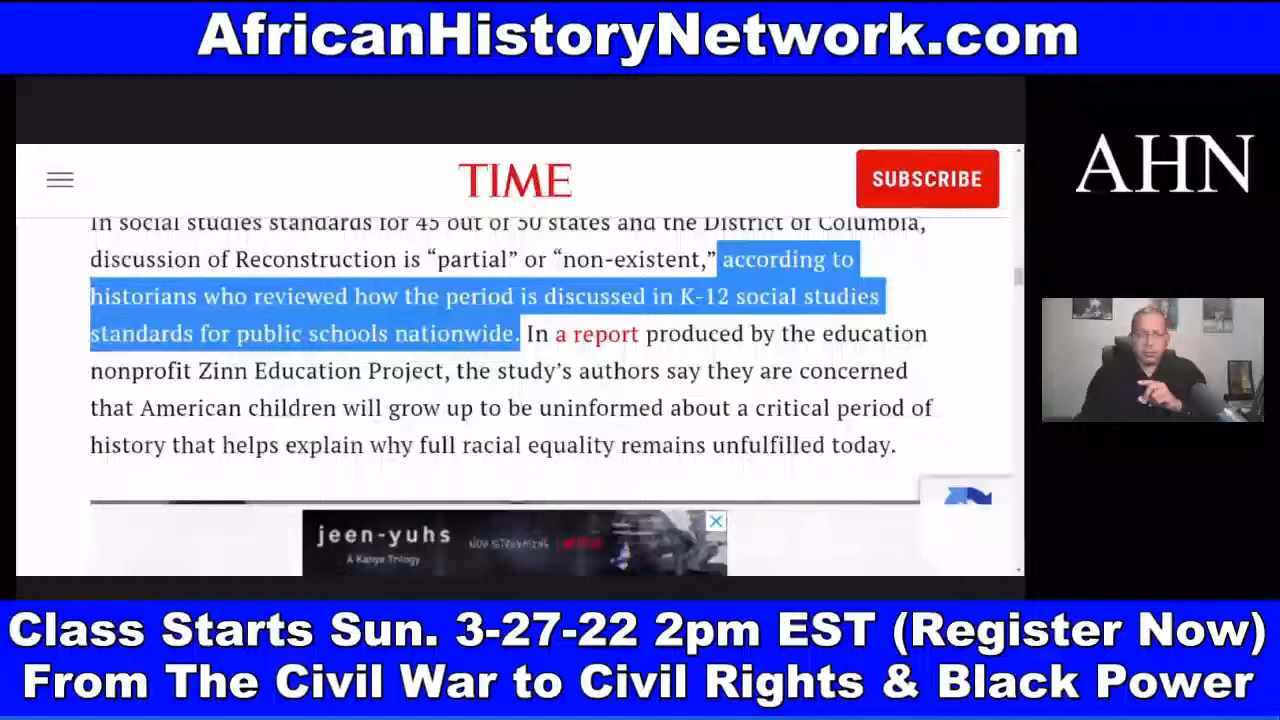 AfricanHistoryNetwork.com
AHN
TIME
SUBSCRIBE
In social studies standards for 45 out of 50 states and the District of Columbia,
discussion of Reconstruction is “partial” or “non-existent,” according to
historians who reviewed how the period is discussed in K-12 social studies
standards for public schools nationwide. In a report produced by the education
nonprofit Zinn Education Project, the study’s authors say they are concerned
that American children will grow up to be uninformed about a critical period of
history that helps explain why full racial equality remains unfulfilled today.
jeen-yuhs
A Kanye Trilogy
NOW STREAMING NETFLIX
Class Starts Sun. 3-27-22 2pm EST (Register Now)
From The Civil War to Civil Rights & Black Power